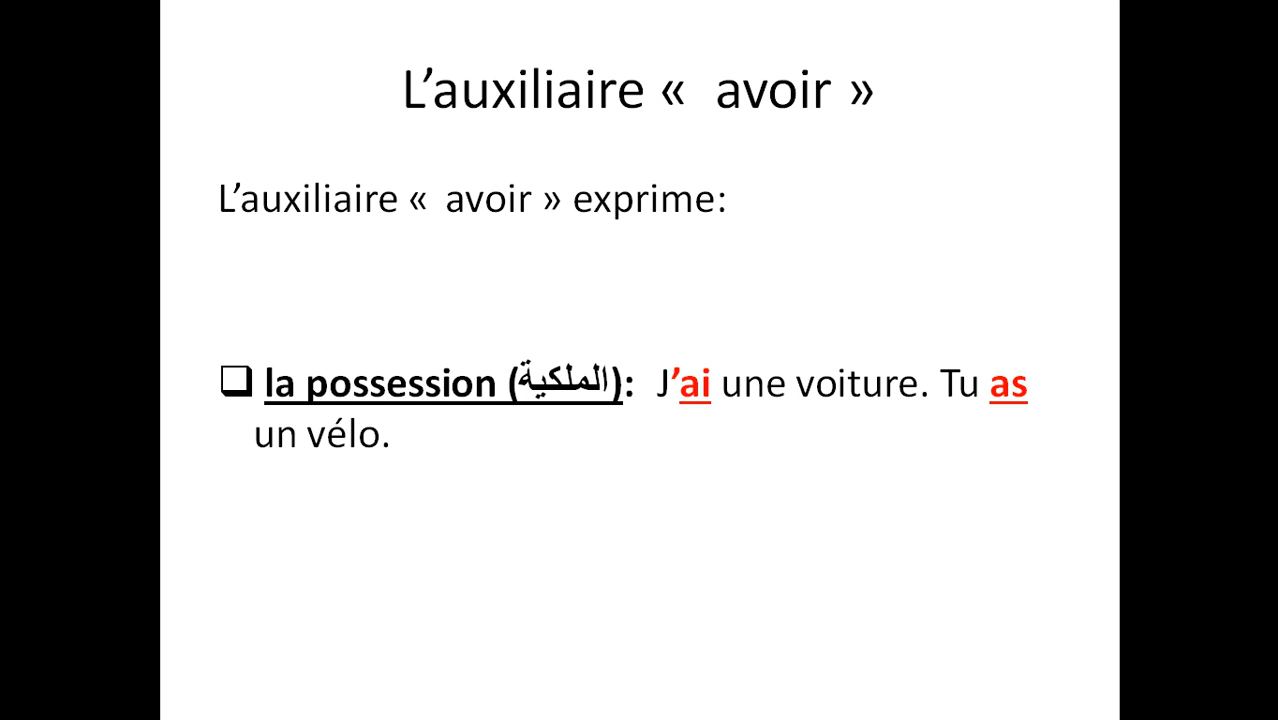 L’auxiliaire «  avoir »
L’auxiliaire «  avoir » exprime:
❑ la possession (الملكية):  J’ai une voiture. Tu as
un vélo.